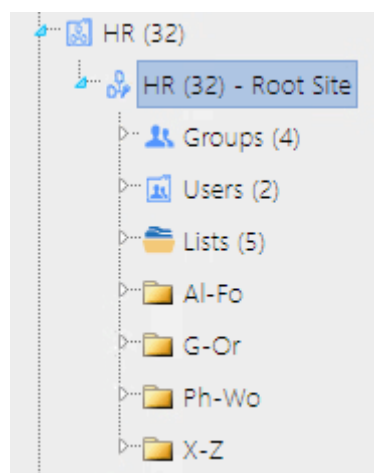 HR (32)
HR (32) - Root Site
Groups (4)
Users (2)
Lists (5)
Al-Fo
G-Or
Ph-Wo
X-Z